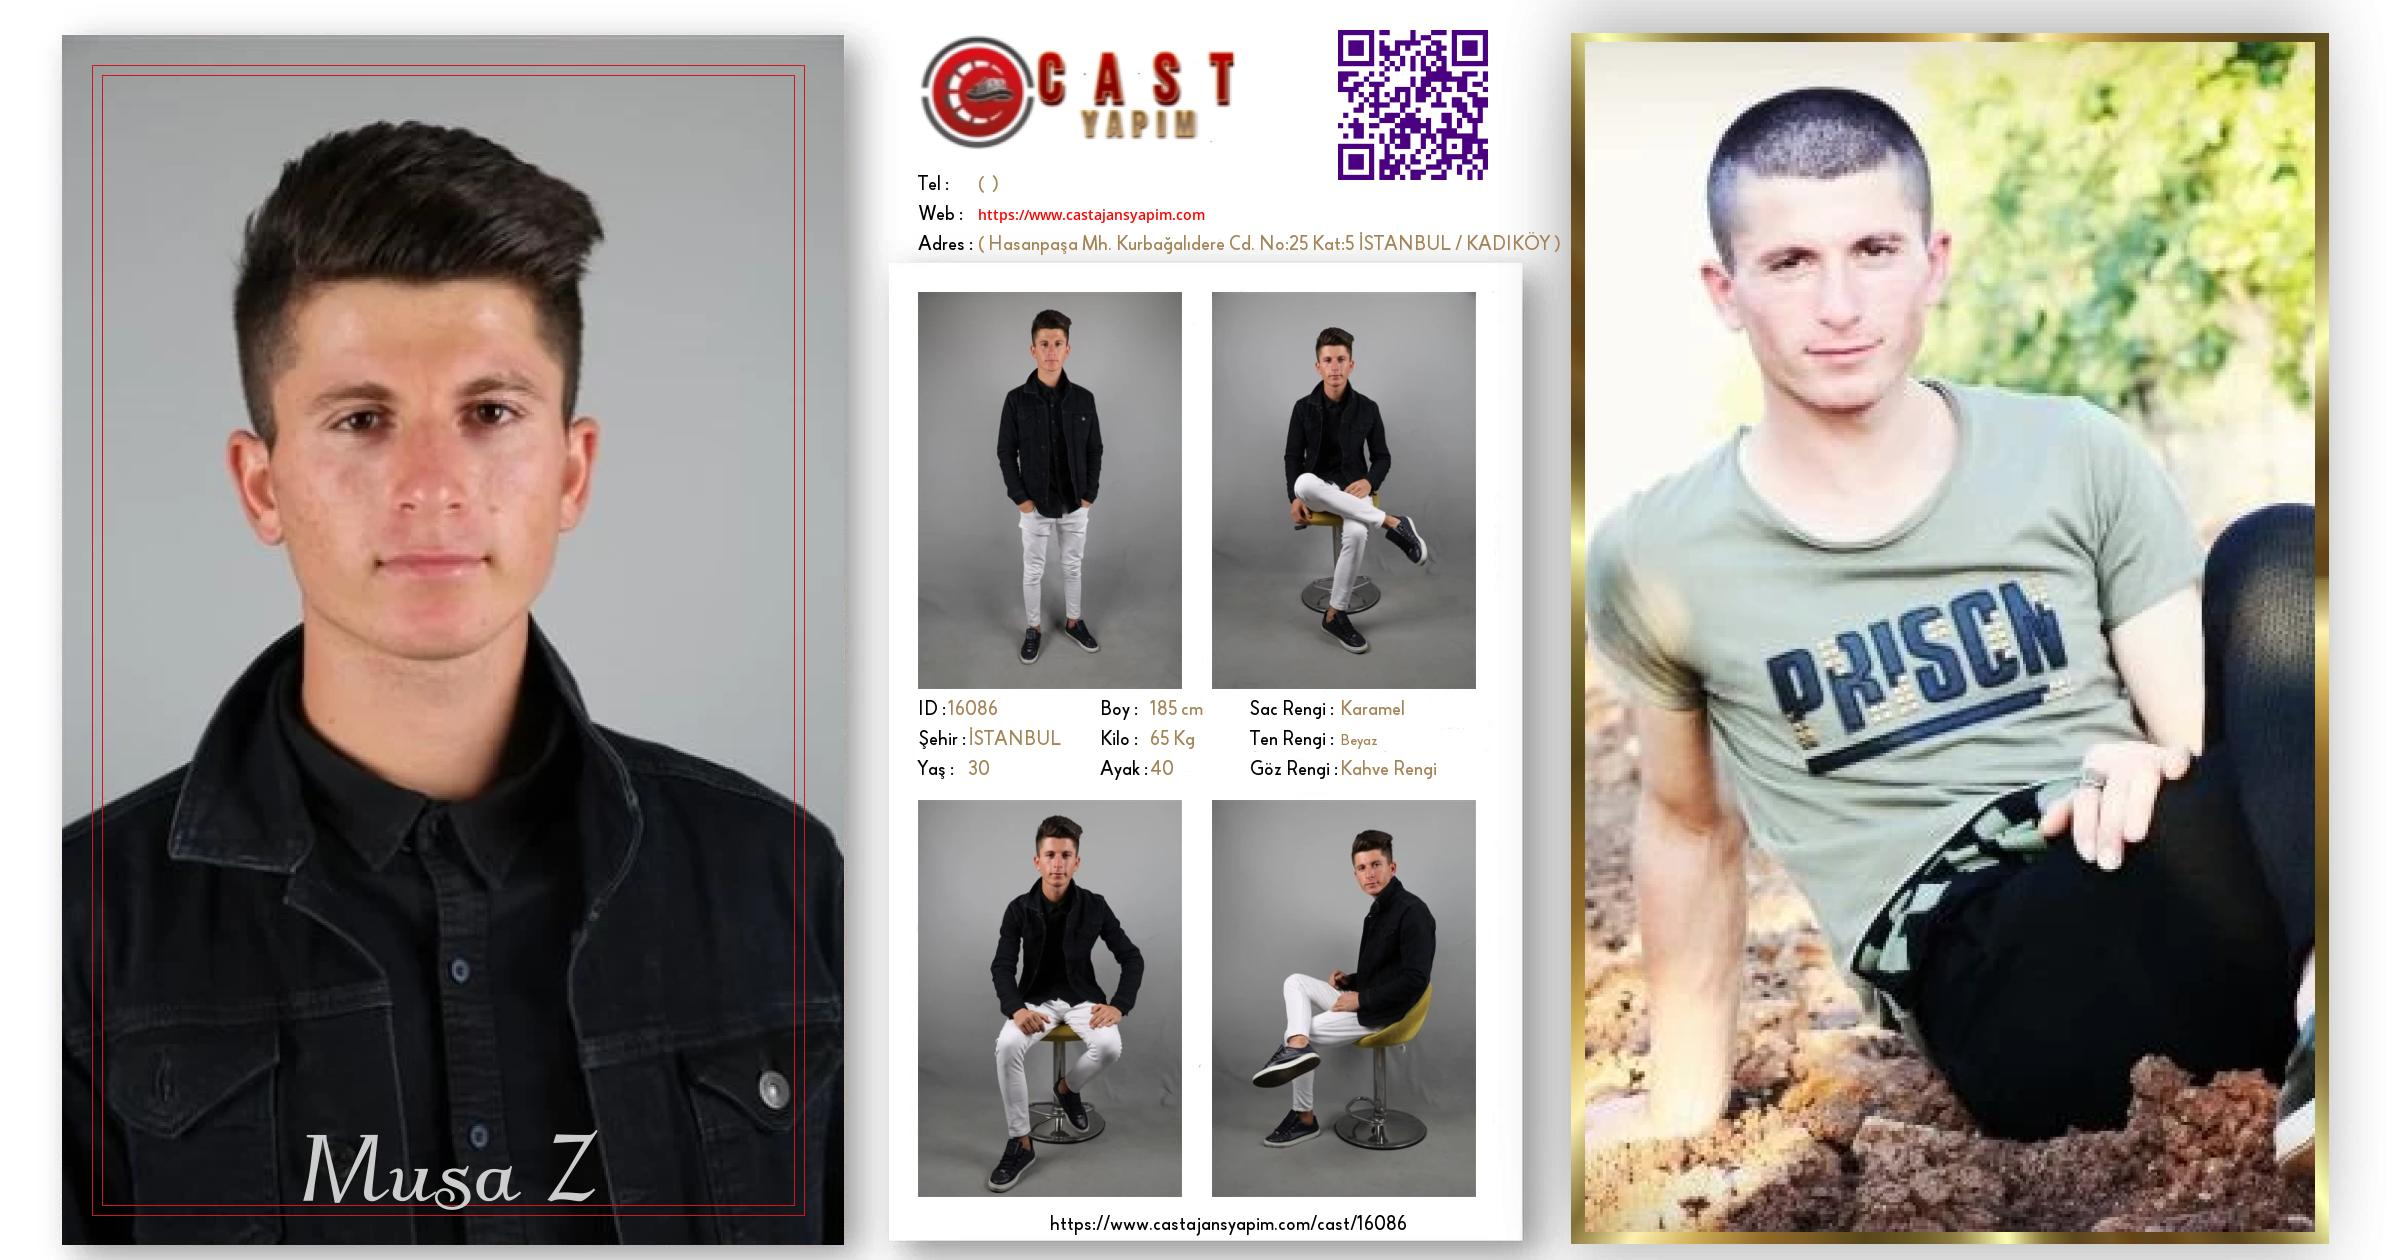 Musa Z
CAST
YAPIM
Tel : ( )
Web : https://www.castajansyapim.com
Adres : ( Hasanpaşa Mh. Kurbağalıdere Cd. No:25 Kat:5 İSTANBUL / KADIKÖY )
ID : 16086 Boy : 185 cm Sac Rengi : Karamel
Şehir : İSTANBUL Kilo : 65 Kg Ten Rengi : Beyaz
Yaş : 30 Ayak : 40 Göz Rengi : Kahve Rengi
https://www.castajansyapim.com/cast/16086
PRISON